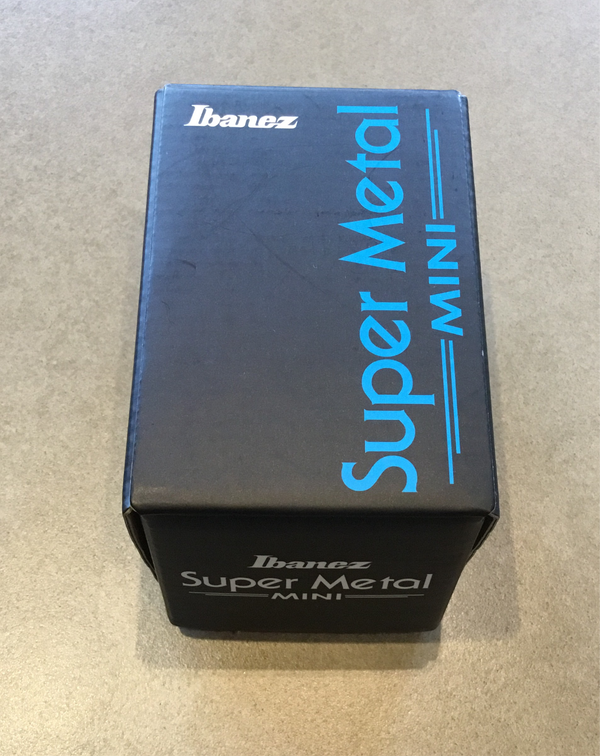 Ibanez
Super Metal
MINI
Ibanez
Super Metal
MINI